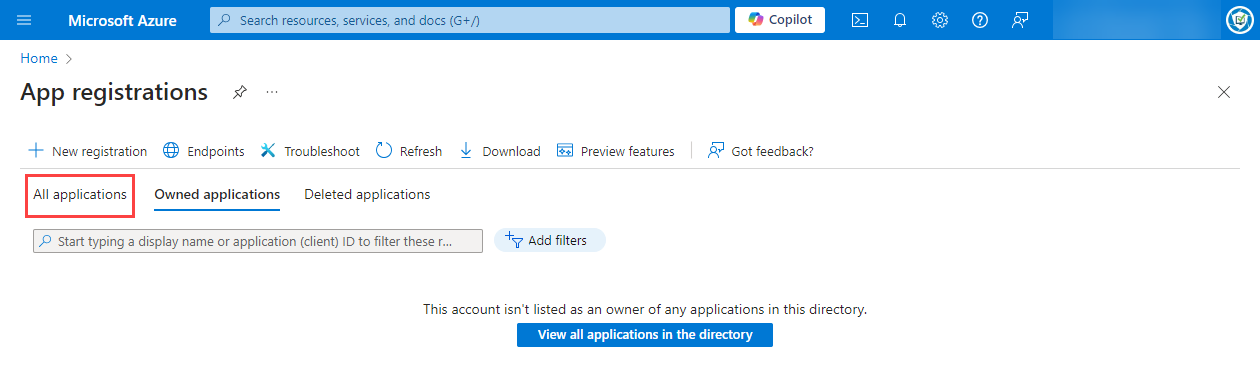 Microsoft Azure
Search resources, services, and docs (G+/)
Copilot
Home
App registrations
New registration
Endpoints
Troubleshoot
Refresh
Download
Preview features
Got feedback?
All applications
Owned applications
Deleted applications
Start typing a display name or application (client) ID to filter these r...
Add filters
This account isn't listed as an owner of any applications in this directory.
View all applications in the directory